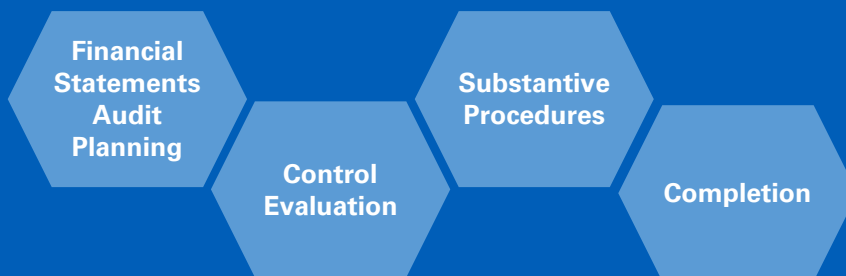 Financial
Statements
Audit
Planning
Control
Evaluation
Substantive
Procedures
Completion